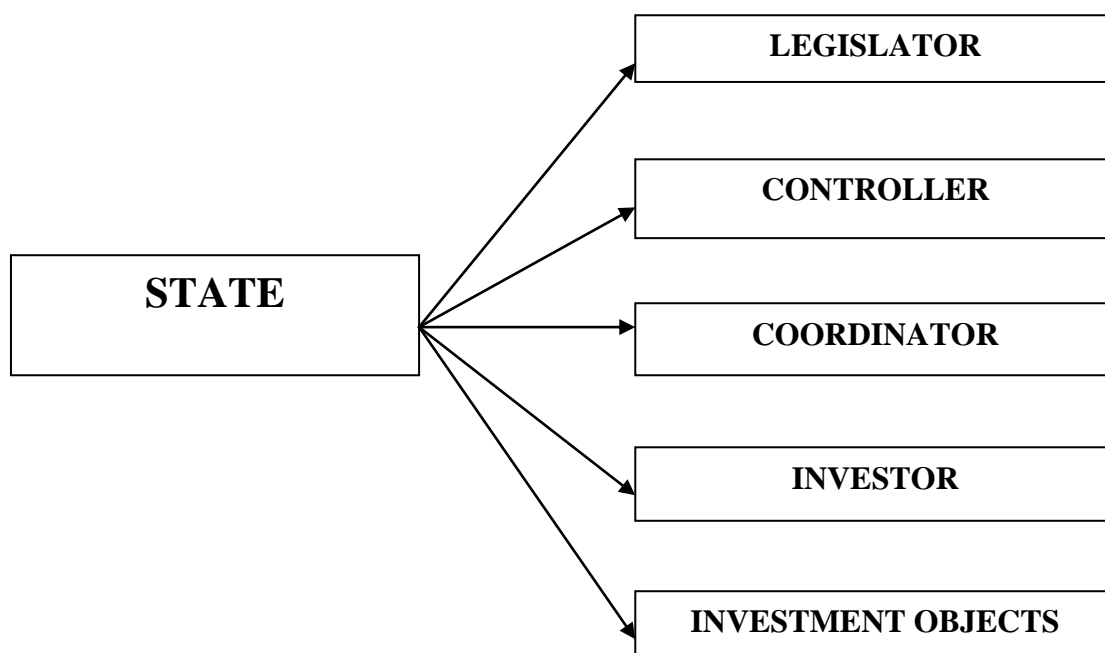 LEGISLATOR
CONTROLLER
STATE
COORDINATOR
INVESTOR
INVESTMENT OBJECTS